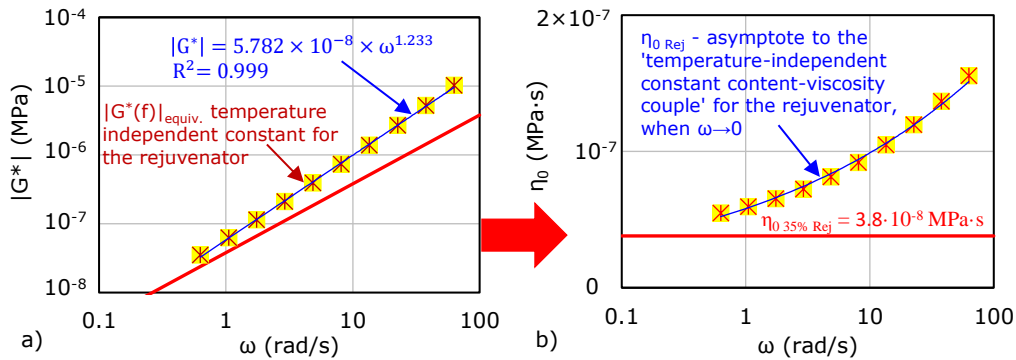 a)
|G*| (MPa)
10⁻⁴
10⁻⁵
10⁻⁶
10⁻⁷
10⁻⁸
|G*| = 5.782 × 10⁻⁸ × ω¹·²³³
R² = 0.999
|G*(f)|equiv. temperature
independent constant for
the rejuvenator
0.1
1
10
100
ω (rad/s)
b)
η₀ (MPa·s)
2×10⁻⁷
10⁻⁷
0
η₀ Rej - asymptote to the
'temperature-independent
constant content-viscosity
couple' for the rejuvenator,
when ω→0
η₀ 35% Rej = 3.8·10⁻⁸ MPa·s
0.1
1
10
100
ω (rad/s)